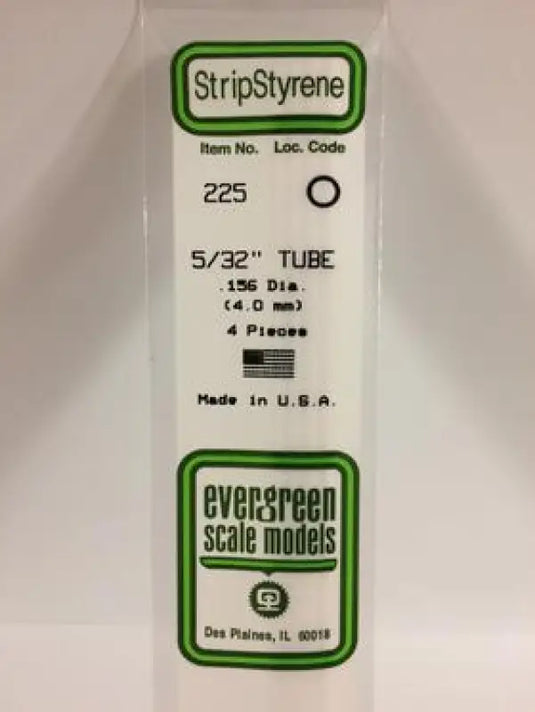 StripStyrene
Item No. Loc. Code
225 O
5/32" TUBE
.156 Dia.
(4.0 mm)
4 Pieces
Made in U.S.A.
evergreen
scale models
Des Plaines, IL 60018